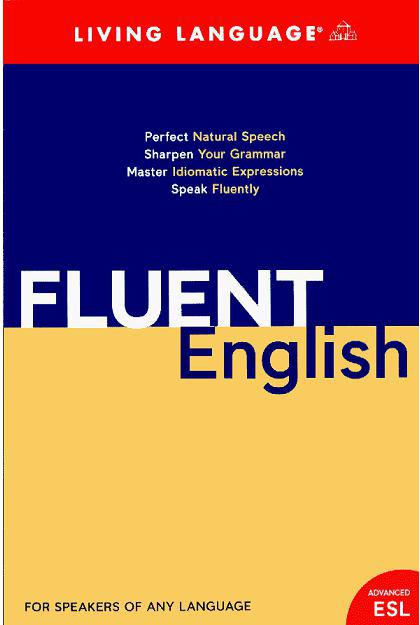 LIVING LANGUAGE®
Perfect Natural Speech
Sharpen Your Grammar
Master Idiomatic Expressions
Speak Fluently
FLUENT
English
FOR SPEAKERS OF ANY LANGUAGE
ADVANCED
ESL